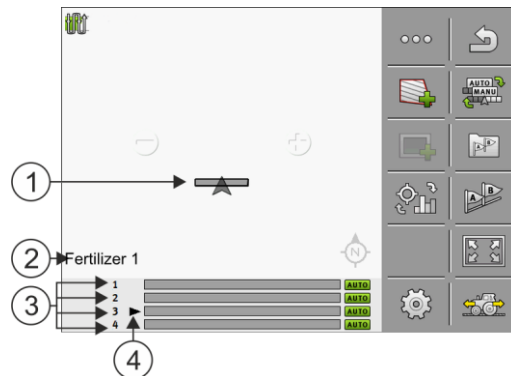 AUTO
MANU
A B
A B
1
2
Fertilizer 1
N
3
1 AUTO
2 AUTO
3 AUTO
4 AUTO
4